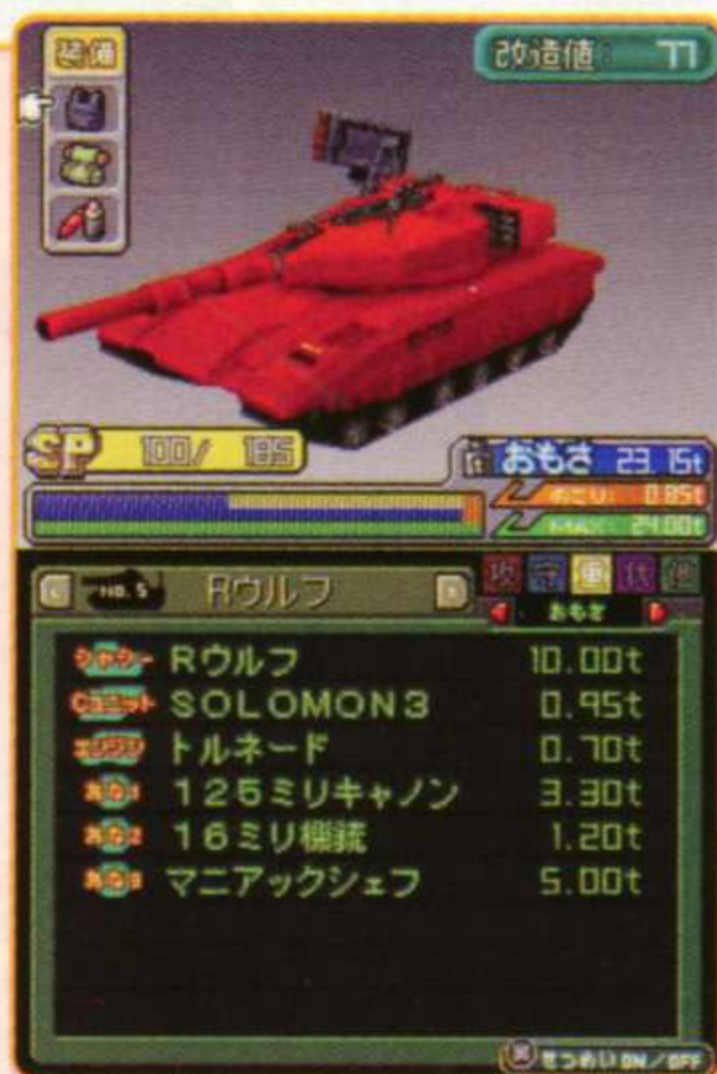 装備
改造値 77
SP 100/ 185
おもさ 23.15t
のこり: 0.85t
MAX: 24.00t
L NO. 5 Rウルフ R
攻 守 重 代 他
おもさ
シャシー Rウルフ 10.00t
Cユニット SOLOMON3 0.95t
エンジン トルネード 0.70t
あな1 125ミリキャノン 3.30t
あな2 16ミリ機銃 1.20t
あな3 マニアックシェフ 5.00t
せつめい ON/OFF